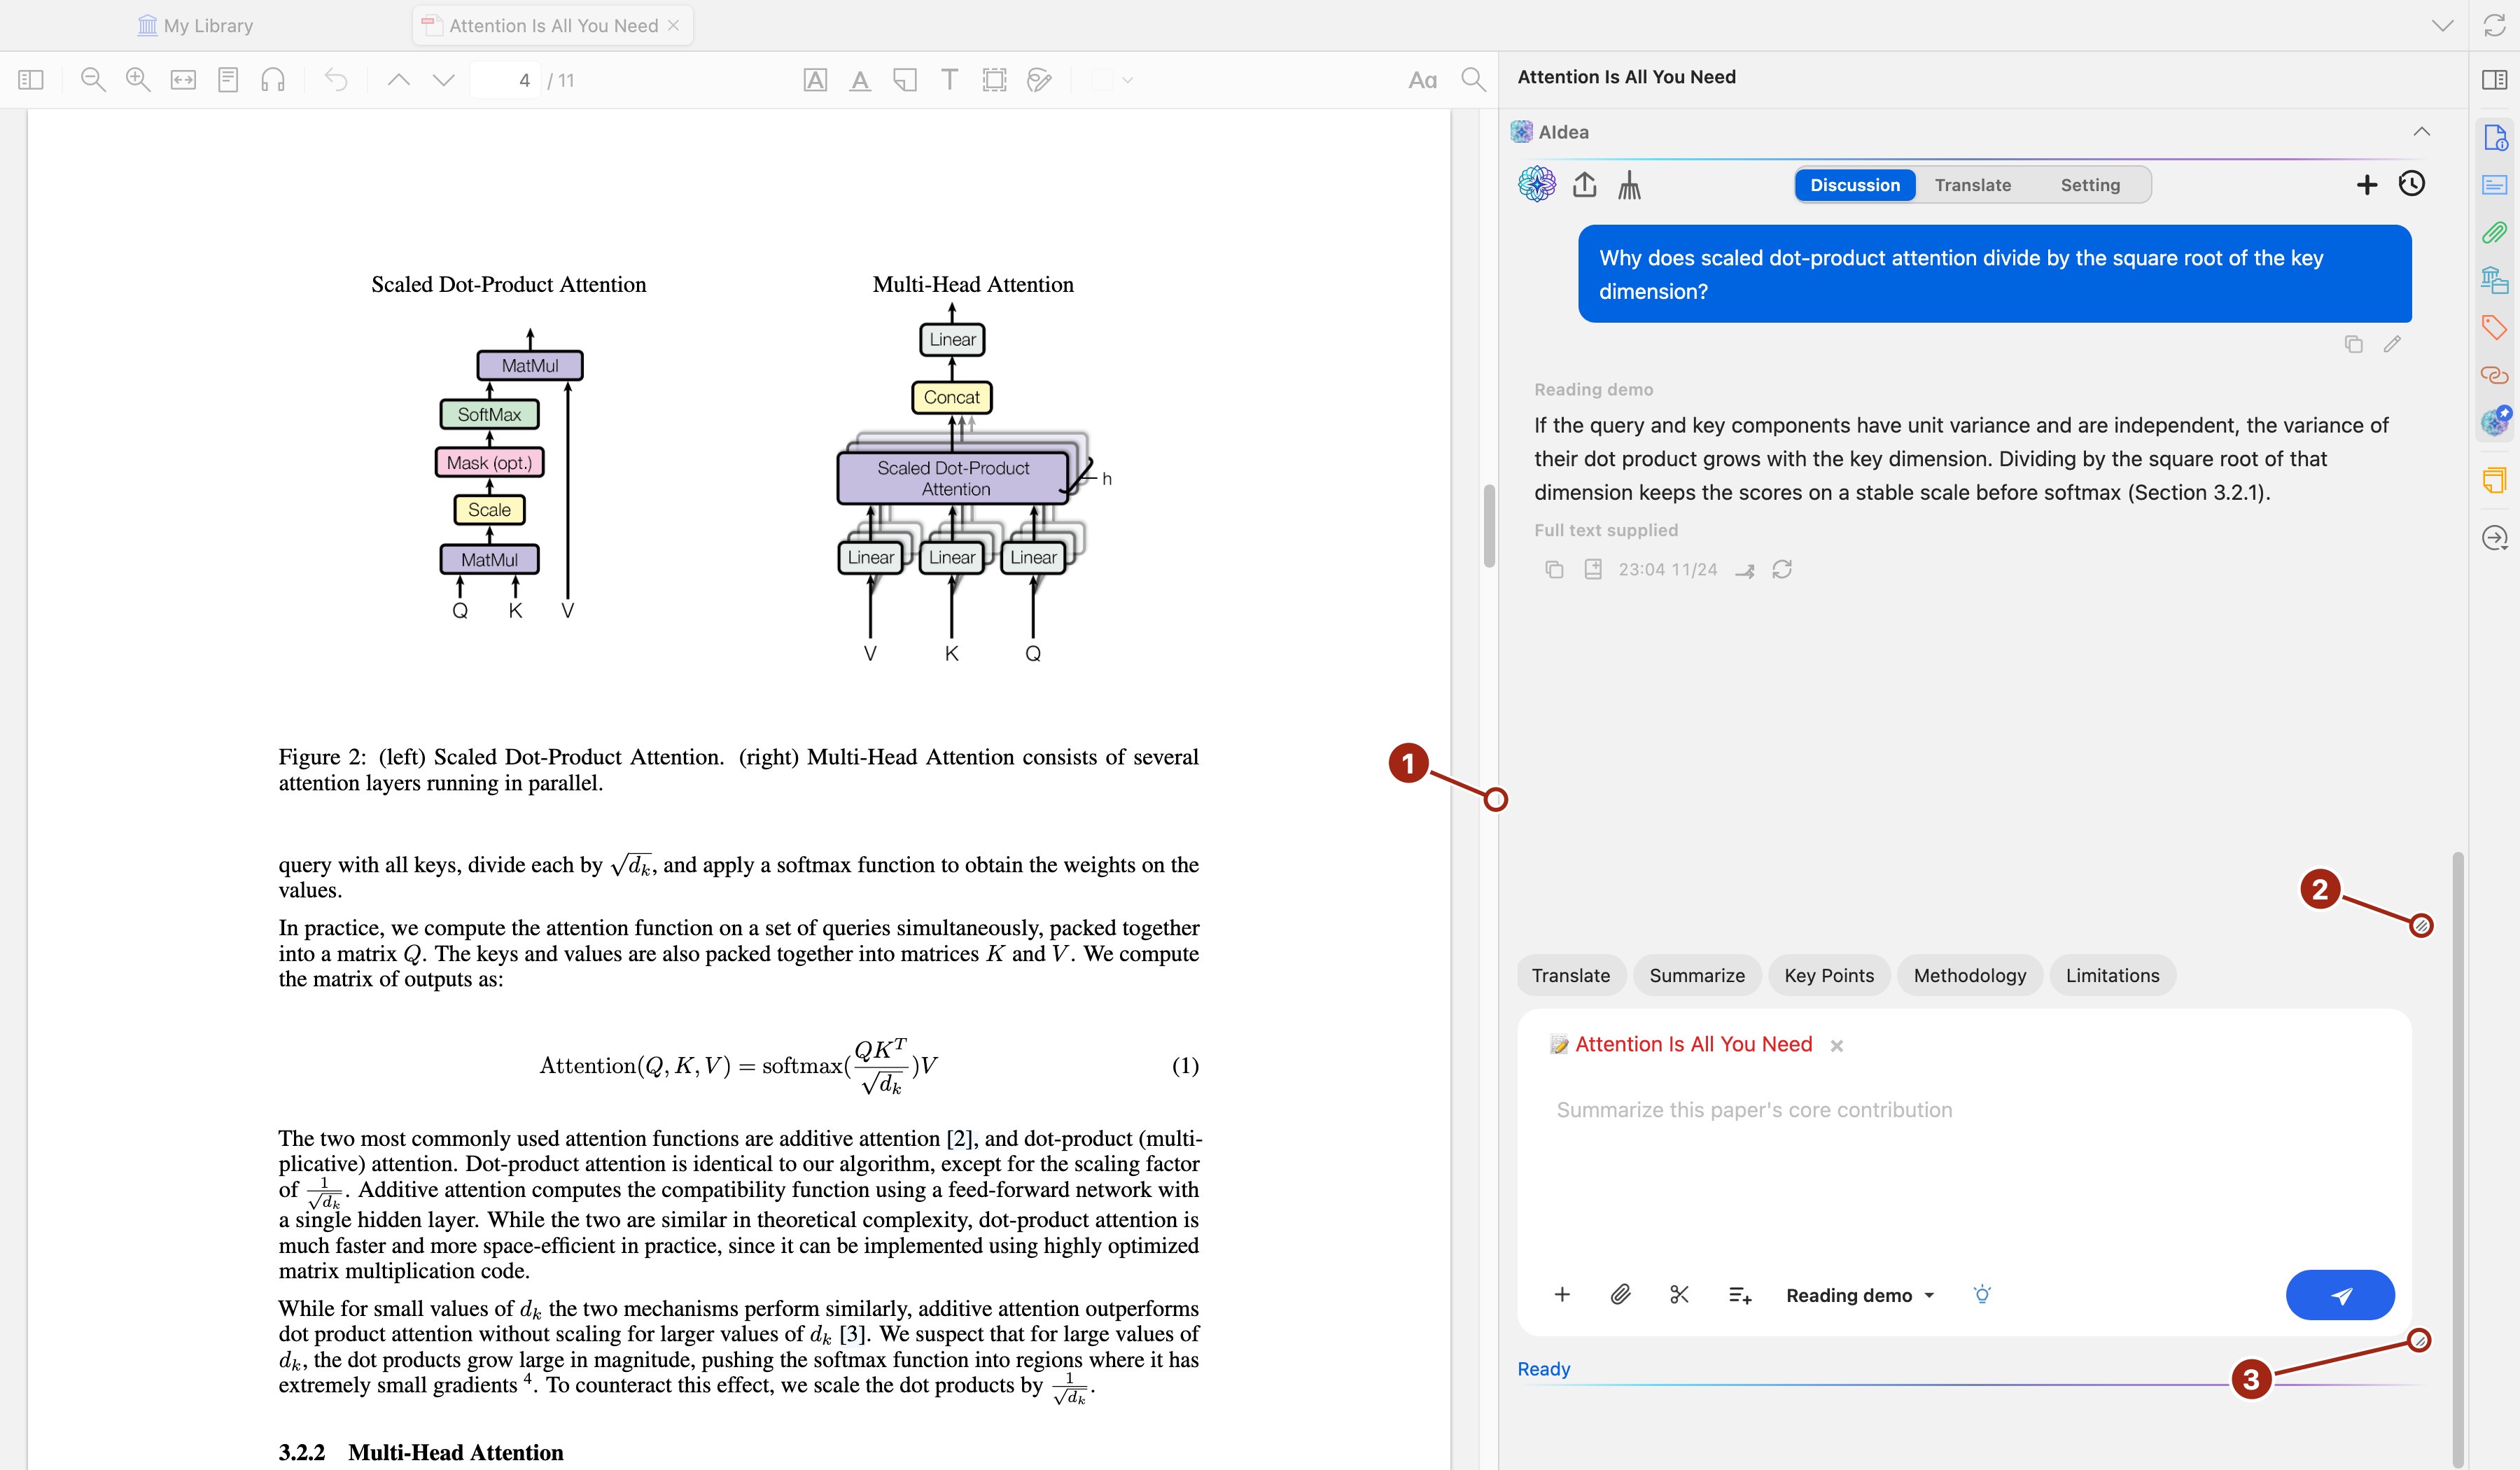 My Library
Attention Is All You Need
4 / 11
Aa
Attention Is All You Need
AIdea
Discussion Translate Setting
Why does scaled dot-product attention divide by the square root of the key
dimension?
Reading demo
If the query and key components have unit variance and are independent, the variance of
their dot product grows with the key dimension. Dividing by the square root of that
dimension keeps the scores on a stable scale before softmax (Section 3.2.1).
Full text supplied
23:04 11/24
Translate Summarize Key Points Methodology Limitations
Attention Is All You Need
Summarize this paper's core contribution
Reading demo
Ready
1
2
3
Scaled Dot-Product Attention
MatMul
SoftMax
Mask (opt.)
Scale
MatMul
Q K V
Multi-Head Attention
Linear
Concat
Scaled Dot-Product
Attention
h
Linear Linear Linear
V K Q
Figure 2: (left) Scaled Dot-Product Attention. (right) Multi-Head Attention consists of several
attention layers running in parallel.
query with all keys, divide each by √dₖ, and apply a softmax function to obtain the weights on the
values.
In practice, we compute the attention function on a set of queries simultaneously, packed together
into a matrix Q. The keys and values are also packed together into matrices K and V. We compute
the matrix of outputs as:
Attention(Q, K, V) = softmax(QKᵀ/√dₖ)V (1)
The two most commonly used attention functions are additive attention [2], and dot-product (multi-
plicative) attention. Dot-product attention is identical to our algorithm, except for the scaling factor
of 1/√dₖ. Additive attention computes the compatibility function using a feed-forward network with
a single hidden layer. While the two are similar in theoretical complexity, dot-product attention is
much faster and more space-efficient in practice, since it can be implemented using highly optimized
matrix multiplication code.
While for small values of dₖ the two mechanisms perform similarly, additive attention outperforms
dot product attention without scaling for larger values of dₖ [3]. We suspect that for large values of
dₖ, the dot products grow large in magnitude, pushing the softmax function into regions where it has
extremely small gradients ⁴. To counteract this effect, we scale the dot products by 1/√dₖ.
3.2.2 Multi-Head Attention